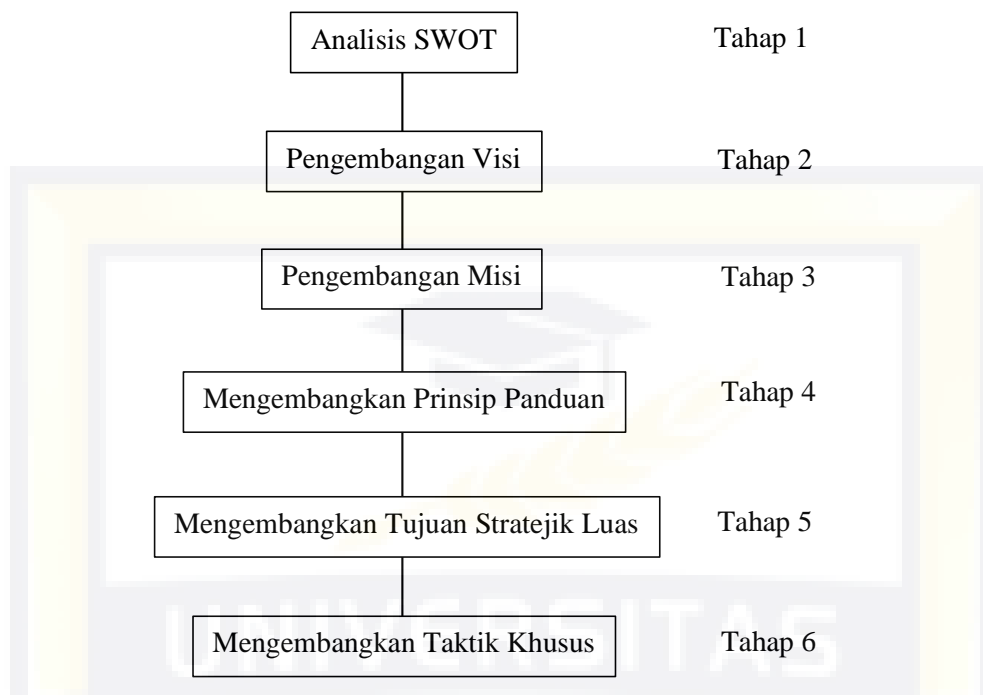 Analisis SWOT Tahap 1
Pengembangan Visi Tahap 2
Pengembangan Misi Tahap 3
Mengembangkan Prinsip Panduan Tahap 4
Mengembangkan Tujuan Stratejik Luas Tahap 5
UNIVERSITAS
Mengembangkan Taktik Khusus Tahap 6